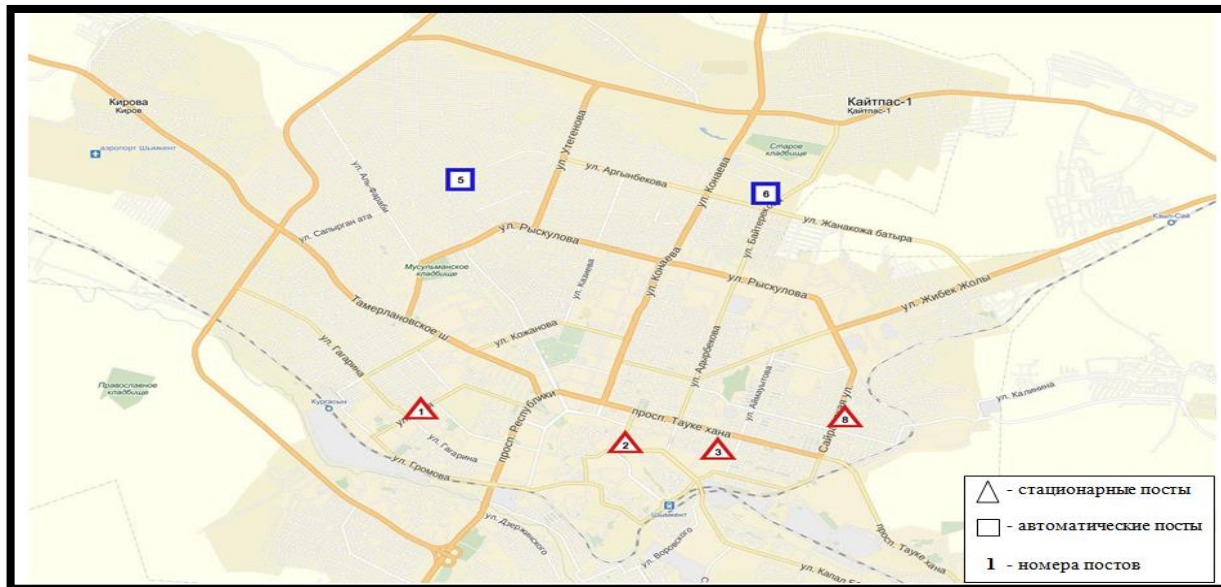 Кирова
Киров
аэропорт Шымкент
Кайтпас-1
Қайтпас-1
Старое
кладбище
ул. Утегенова
ул. Аргынбекова
ул. Конаева
5
6
ул. Аль-Фараби
ул. Сапырган ата
ул. Жанакожа батыра
ул. Рыскулова
Мусульманское
кладбище
ул. Казиева
ул. Конаева
ул. Рыскулова
ул. Жибек Жолы
Тамерлановское ш.
ул. Кожанова
ул. Гагарина
ул. Адырбекова
ул. Аймауытова
Православное
кладбище
ул. Калинина
1
просп. Республики
просп. Тауке хана
8
2
3
ул. Гагарина
ул. Громова
Шымкент
ул. Дзержинского
ул. Воровского
просп. Тауке хана
- стационарные посты
- автоматические посты
1 - номера постов